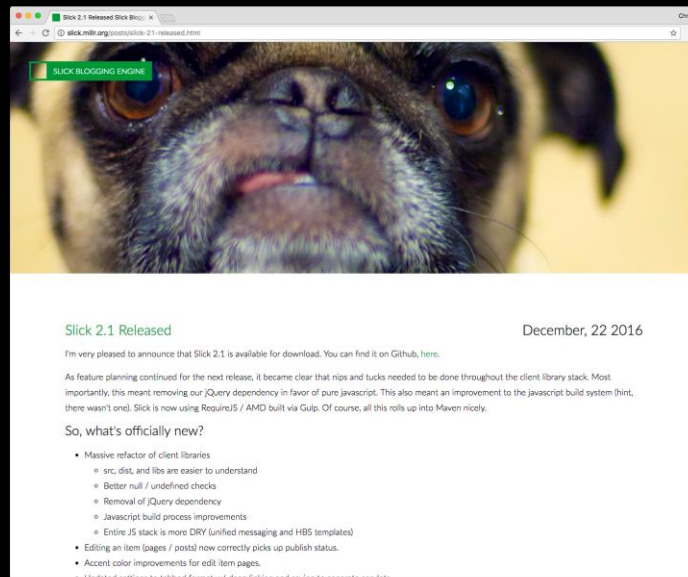 Slick 2.1 Released Slick Blogg
Chr
slick.millr.org/posts/slick-21-released.html
SLICK BLOGGING ENGINE
Slick 2.1 Released
December, 22 2016
I'm very pleased to announce that Slick 2.1 is available for download. You can find it on Github, here.
As feature planning continued for the next release, it became clear that nips and tucks needed to be done throughout the client library stack. Most
importantly, this meant removing our jQuery dependency in favor of pure javascript. This also meant an improvement to the javascript build system (hint,
there wasn't one). Slick is now using RequireJS / AMD built via Gulp. Of course, all this rolls up into Maven nicely.
So, what's officially new?
Massive refactor of client libraries
src, dist, and libs are easier to understand
Better null / undefined checks
Removal of jQuery dependency
Javascript build process improvements
Entire JS stack is more DRY (unified messaging and HBS templates)
Editing an item (pages / posts) now correctly picks up publish status.
Accent color improvements for edit item pages.